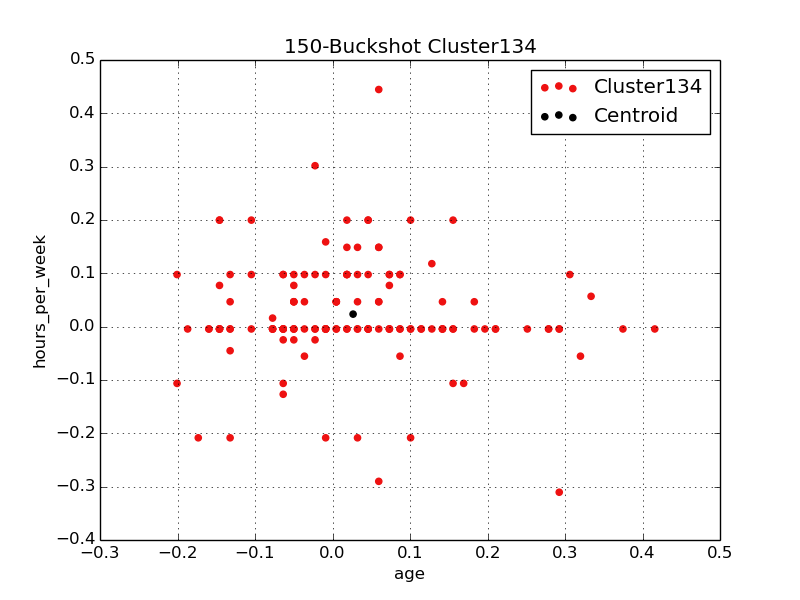 150-Buckshot Cluster134
Cluster134
Centroid
0.5
0.4
0.3
0.2
0.1
0.0
−0.1
−0.2
−0.3
−0.4
hours_per_week
−0.3 −0.2 −0.1 0.0 0.1 0.2 0.3 0.4 0.5
age